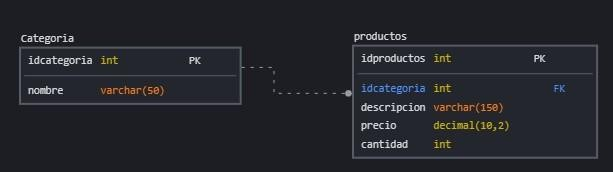 Categoria
idcategoria int PK
nombre varchar(50)
productos
idproductos int PK
idcategoria int FK
descripcion varchar(150)
precio decimal(10,2)
cantidad int